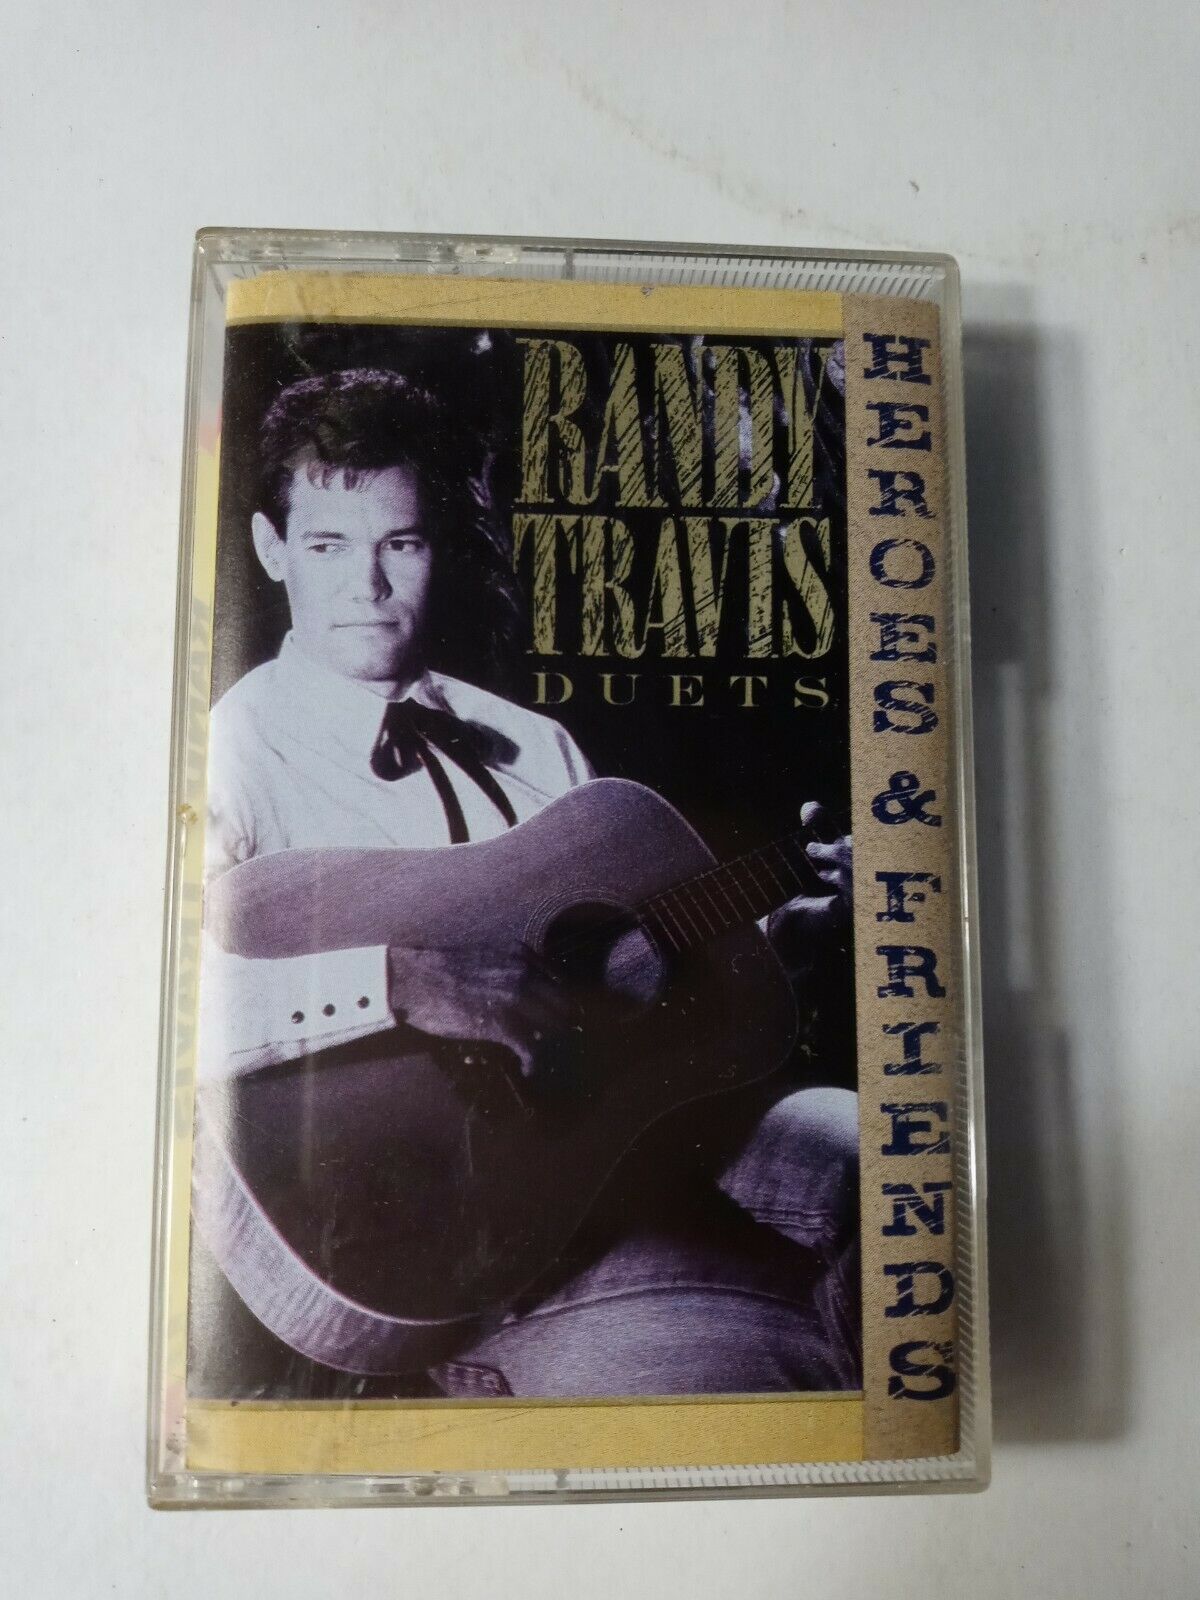 RANDY
TRAVIS
DUETS
HEROES & FRIENDS